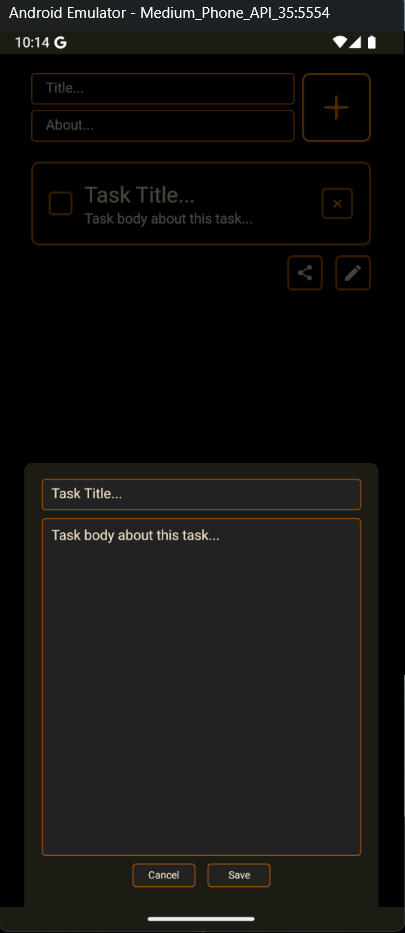 Android Emulator - Medium_Phone_API_35:5554
10:14 G
Title...
About...
Task Title...
Task body about this task...
Task Title...
Task body about this task...
Cancel Save